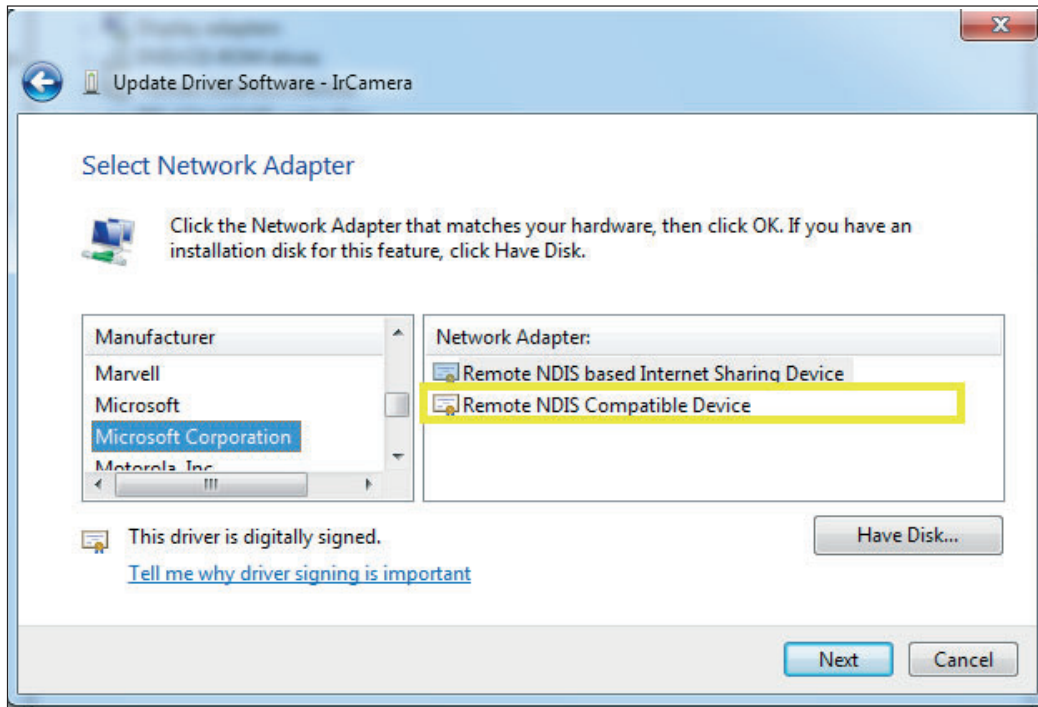 Update Driver Software - IrCamera
Select Network Adapter
Click the Network Adapter that matches your hardware, then click OK. If you have an
installation disk for this feature, click Have Disk.
Manufacturer
Marvell
Microsoft
Microsoft Corporation
Motorola, Inc.
Network Adapter:
Remote NDIS based Internet Sharing Device
Remote NDIS Compatible Device
This driver is digitally signed.
Tell me why driver signing is important
Have Disk...
Next
Cancel